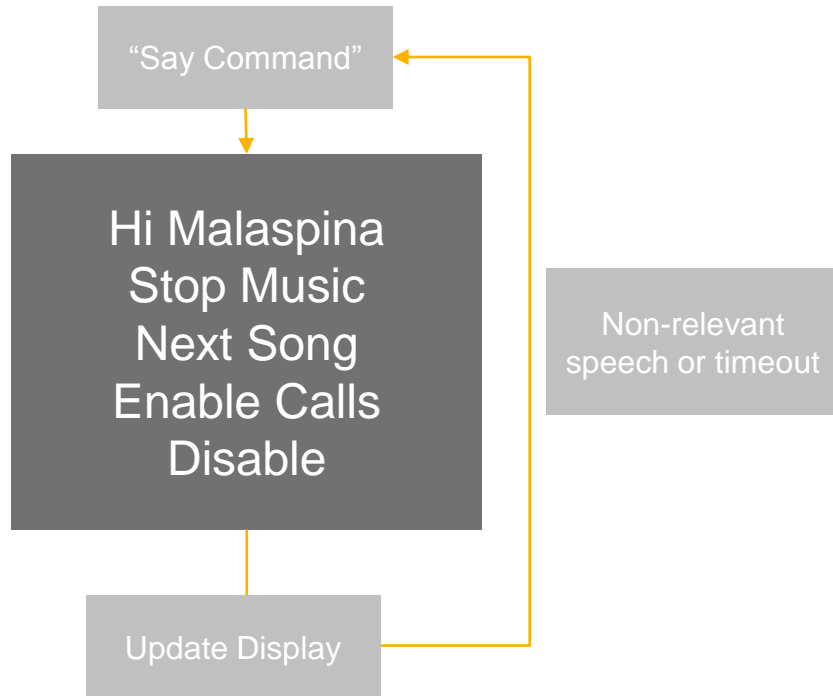 “Say Command”
Hi Malaspina
Stop Music
Next Song
Enable Calls
Disable
Non-relevant
speech or timeout
Update Display